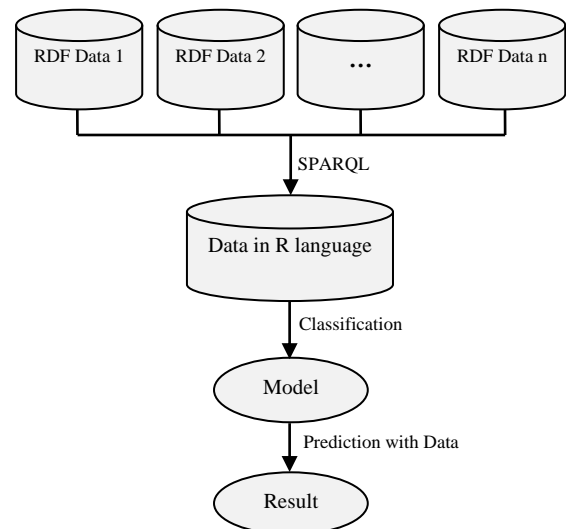 RDF Data 1
RDF Data 2
...
RDF Data n
SPARQL
Data in R language
Classification
Model
Prediction with Data
Result